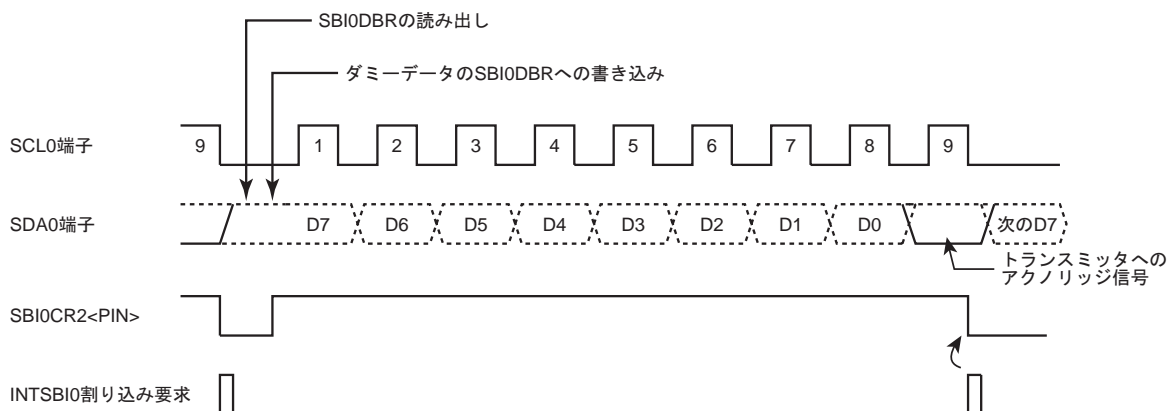 SBI0DBRの読み出し
ダミーデータのSBI0DBRへの書き込み
SCL0端子 9 1 2 3 4 5 6 7 8 9
SDA0端子 D7 D6 D5 D4 D3 D2 D1 D0 次のD7
トランスミッタへの
アクノリッジ信号
SBI0CR2<PIN>
INTSBI0割り込み要求